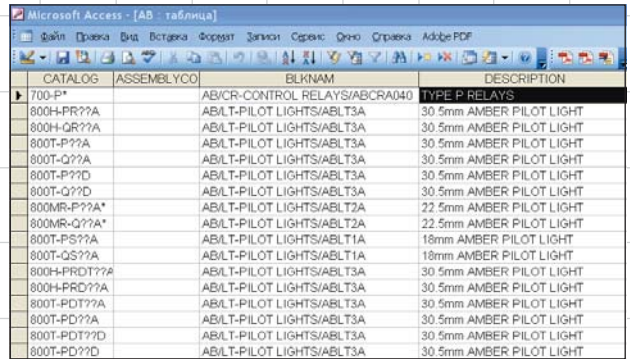 Microsoft Access - [AB : таблица]
Файл Правка Вид Вставка Формат Записи Сервис Окно Справка Adobe PDF
CATALOG ASSEMBLYCO BLKNAM DESCRIPTION
700-P* AB/CR-CONTROL RELAYS/ABCRA040 TYPE P RELAYS
800H-PR??A AB/LT-PILOT LIGHTS/ABLT3A 30.5mm AMBER PILOT LIGHT
800H-QR??A AB/LT-PILOT LIGHTS/ABLT3A 30.5mm AMBER PILOT LIGHT
800T-P??A AB/LT-PILOT LIGHTS/ABLT3A 30.5mm AMBER PILOT LIGHT
800T-Q??A AB/LT-PILOT LIGHTS/ABLT3A 30.5mm AMBER PILOT LIGHT
800T-P??D AB/LT-PILOT LIGHTS/ABLT3A 30.5mm AMBER PILOT LIGHT
800T-Q??D AB/LT-PILOT LIGHTS/ABLT3A 30.5mm AMBER PILOT LIGHT
800MR-P??A* AB/LT-PILOT LIGHTS/ABLT2A 22.5mm AMBER PILOT LIGHT
800MR-Q??A* AB/LT-PILOT LIGHTS/ABLT2A 22.5mm AMBER PILOT LIGHT
800T-PS??A AB/LT-PILOT LIGHTS/ABLT1A 18mm AMBER PILOT LIGHT
800T-QS??A AB/LT-PILOT LIGHTS/ABLT1A 18mm AMBER PILOT LIGHT
800H-PRDT??A AB/LT-PILOT LIGHTS/ABLT3A 30.5mm AMBER PILOT LIGHT
800H-PRD??A AB/LT-PILOT LIGHTS/ABLT3A 30.5mm AMBER PILOT LIGHT
800T-PDT??A AB/LT-PILOT LIGHTS/ABLT3A 30.5mm AMBER PILOT LIGHT
800T-PD??A AB/LT-PILOT LIGHTS/ABLT3A 30.5mm AMBER PILOT LIGHT
800T-PDT??D AB/LT-PILOT LIGHTS/ABLT3A 30.5mm AMBER PILOT LIGHT
800T-PD??D AB/LT-PILOT LIGHTS/ABLT3A 30.5mm AMBER PILOT LIGHT